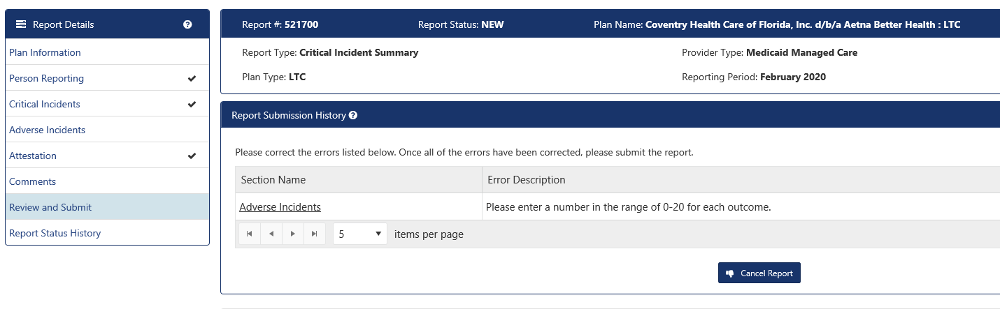 Report Details
Plan Information
Person Reporting
Critical Incidents
Adverse Incidents
Attestation
Comments
Review and Submit
Report Status History
Report #: 521700 Report Status: NEW Plan Name: Coventry Health Care of Florida, Inc. d/b/a Aetna Better Health : LTC
Report Type: Critical Incident Summary Provider Type: Medicaid Managed Care
Plan Type: LTC Reporting Period: February 2020
Report Submission History
Please correct the errors listed below. Once all of the errors have been corrected, please submit the report.
Section Name Error Description
Adverse Incidents Please enter a number in the range of 0-20 for each outcome.
5 items per page
Cancel Report